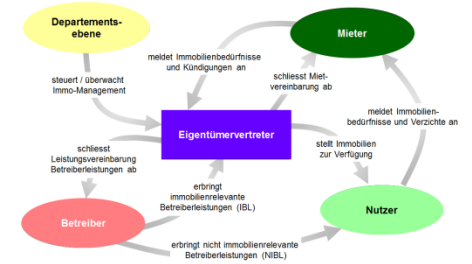 Departements-
ebene
Mieter
meldet Immobilienbedürfnisse
und Kündigungen an
steuert / überwacht
Immo-Management
schliesst Miet-
vereinbarung ab
meldet Immobilien-
bedürfnisse und Verzichte an
Eigentümervertreter
schliesst
Leistungsvereinbarung
Betreiberleistungen ab
stellt Immobilien
zur Verfügung
erbringt
immobilienrelevante
Betreiberleistungen (IBL)
Betreiber
Nutzer
erbringt nicht immobilienrelevante
Betreiberleistungen (NIBL)